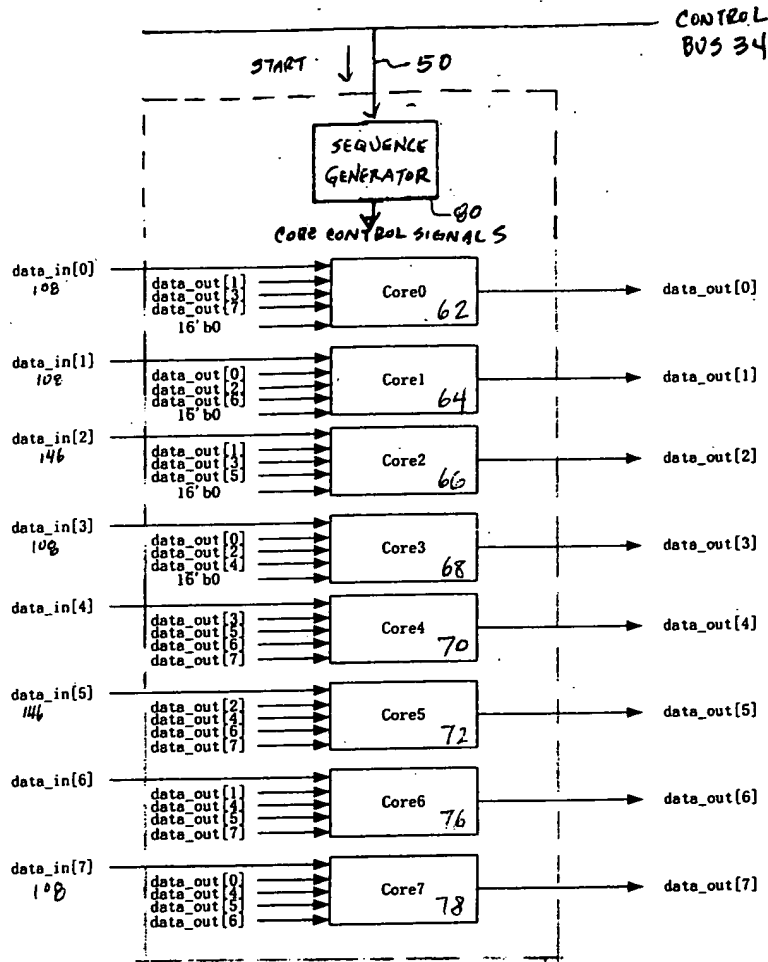 CONTROL
BUS 34
START
50
SEQUENCE
GENERATOR
80
CORE CONTROL SIGNALS
data_in[0]
108
data_out[1]
data_out[3]
data_out[7]
16'b0
Core0
62
data_out[0]
data_in[1]
108
data_out[0]
data_out[2]
data_out[6]
16'b0
Core1
64
data_out[1]
data_in[2]
146
data_out[1]
data_out[3]
data_out[5]
16'b0
Core2
66
data_out[2]
data_in[3]
108
data_out[0]
data_out[2]
data_out[4]
16'b0
Core3
68
data_out[3]
data_in[4]
data_out[3]
data_out[5]
data_out[6]
data_out[7]
Core4
70
data_out[4]
data_in[5]
146
data_out[2]
data_out[4]
data_out[6]
data_out[7]
Core5
72
data_out[5]
data_in[6]
data_out[1]
data_out[4]
data_out[5]
data_out[7]
Core6
76
data_out[6]
data_in[7]
108
data_out[0]
data_out[4]
data_out[5]
data_out[6]
Core7
78
data_out[7]